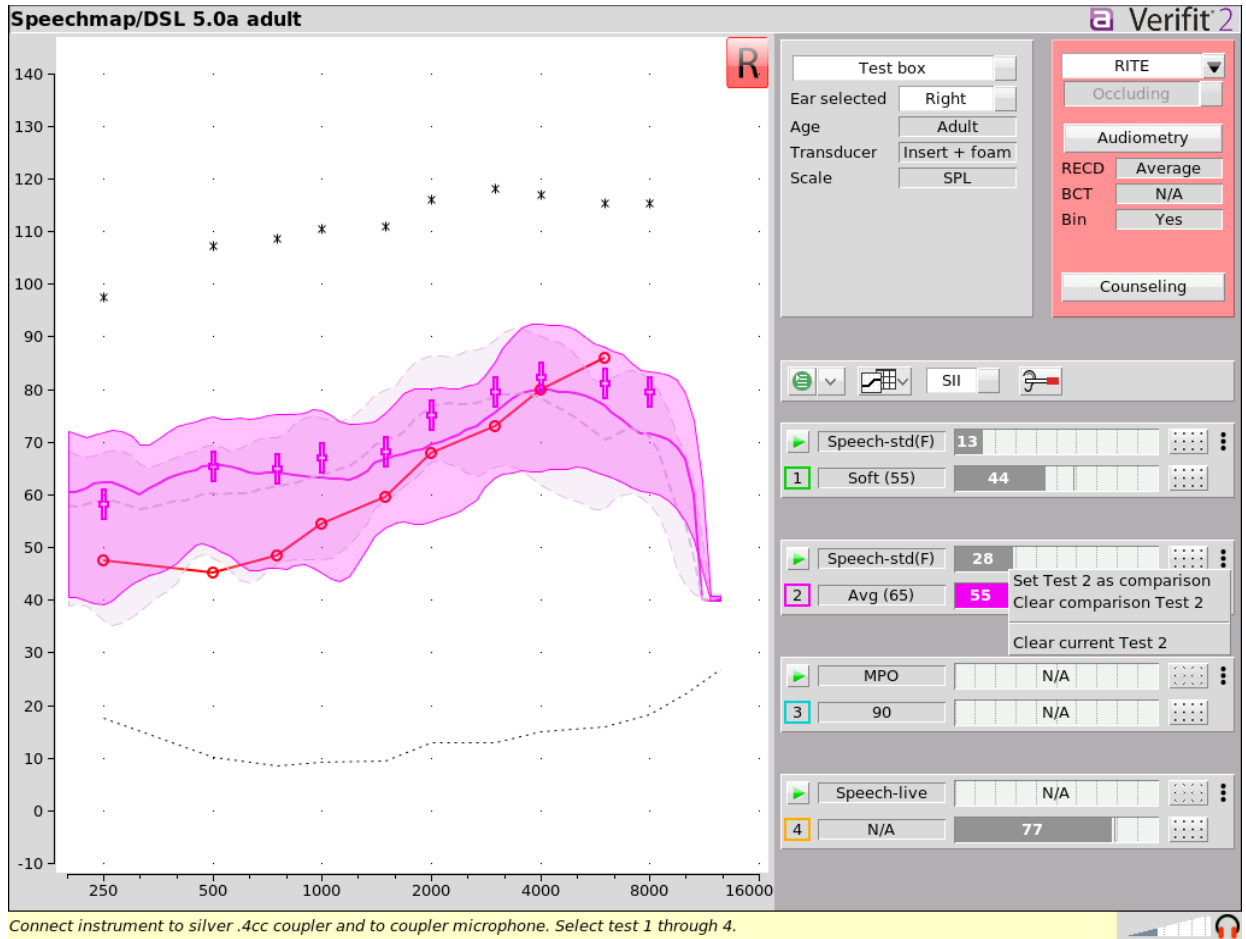 Speechmap/DSL 5.0a adult
a Verifit 2
R
140
130
120
110
100
90
80
70
60
50
40
30
20
10
0
-10
250 500 1000 2000 4000 8000 16000
Test box
Ear selected Right
Age Adult
Transducer Insert + foam
Scale SPL
RITE
Occluding
Audiometry
RECD Average
BCT N/A
Bin Yes
Counseling
SII
Speech-std(F) 13
1 Soft (55) 44
Speech-std(F) 28
2 Avg (65) 55
Set Test 2 as comparison
Clear comparison Test 2
Clear current Test 2
MPO N/A
3 90 N/A
Speech-live N/A
4 N/A 77
Connect instrument to silver .4cc coupler and to coupler microphone. Select test 1 through 4.